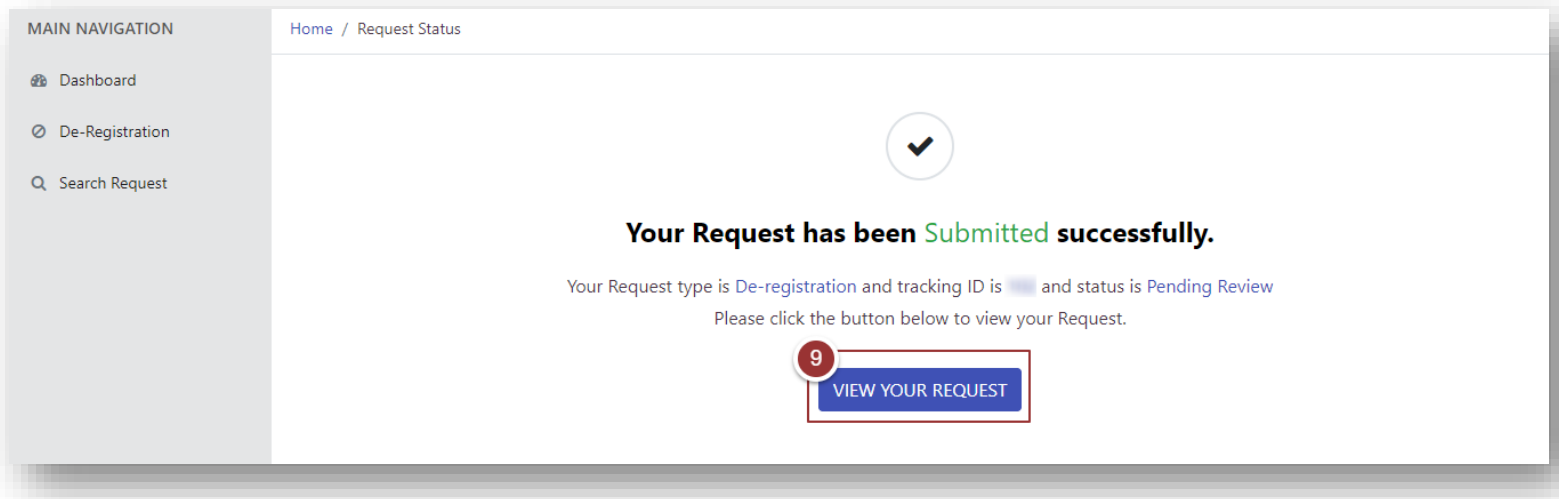 MAIN NAVIGATION
Dashboard
De-Registration
Search Request
Home / Request Status
Your Request has been Submitted successfully.
Your Request type is De-registration and tracking ID is and status is Pending Review
Please click the button below to view your Request.
9
VIEW YOUR REQUEST